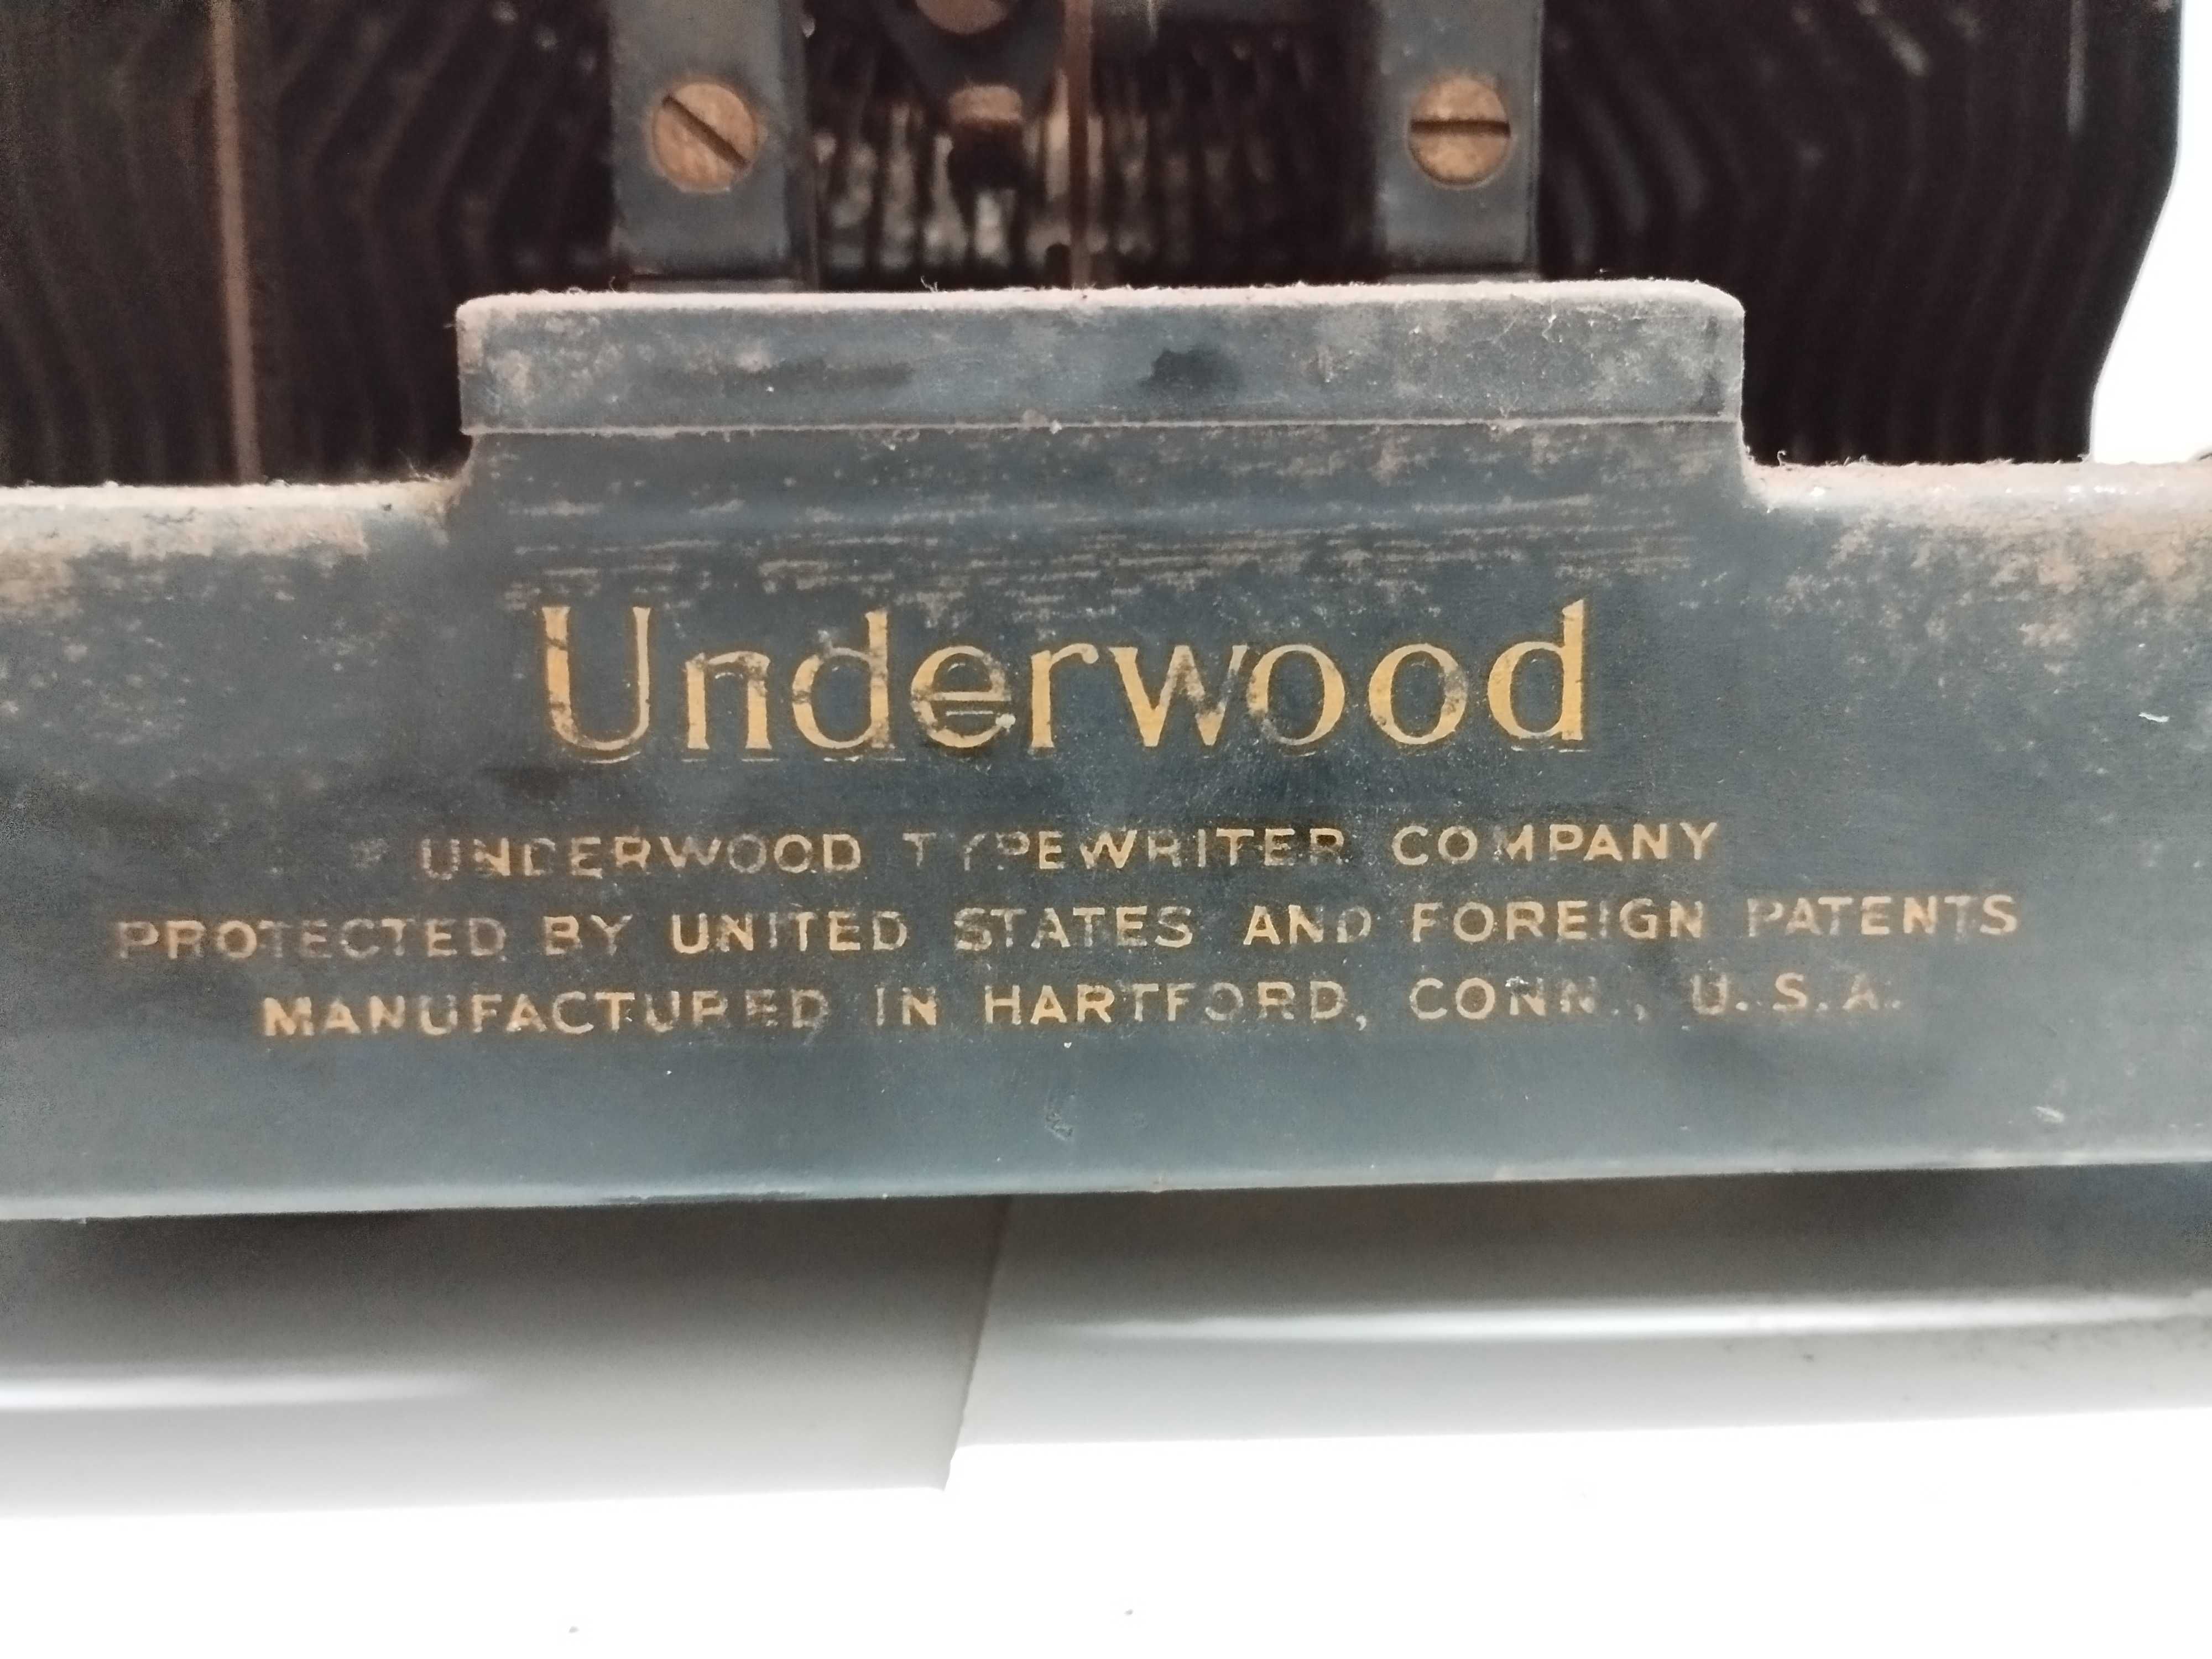 Underwood
UNDERWOOD TYPEWRITER COMPANY
PROTECTED BY UNITED STATES AND FOREIGN PATENTS
MANUFACTURED IN HARTFORD, CONN., U.S.A.